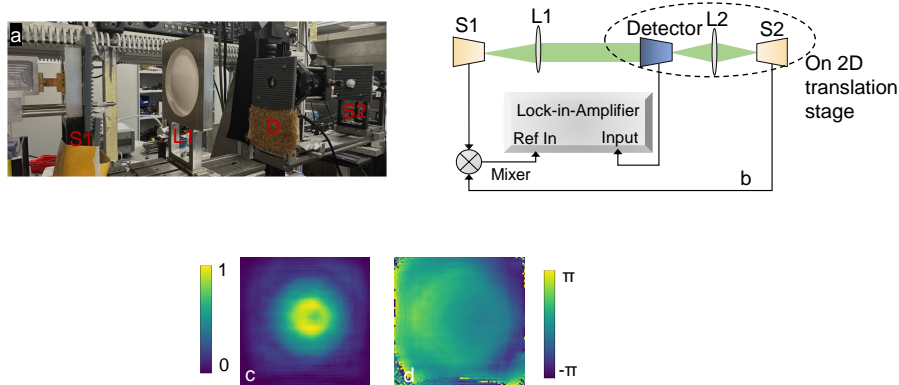 a
S1
L1
D
S2
S1
L1
Detector
L2
S2
On 2D
translation
stage
Lock-in-Amplifier
Ref In
Input
Mixer
b
1
0
c
d
π
-π